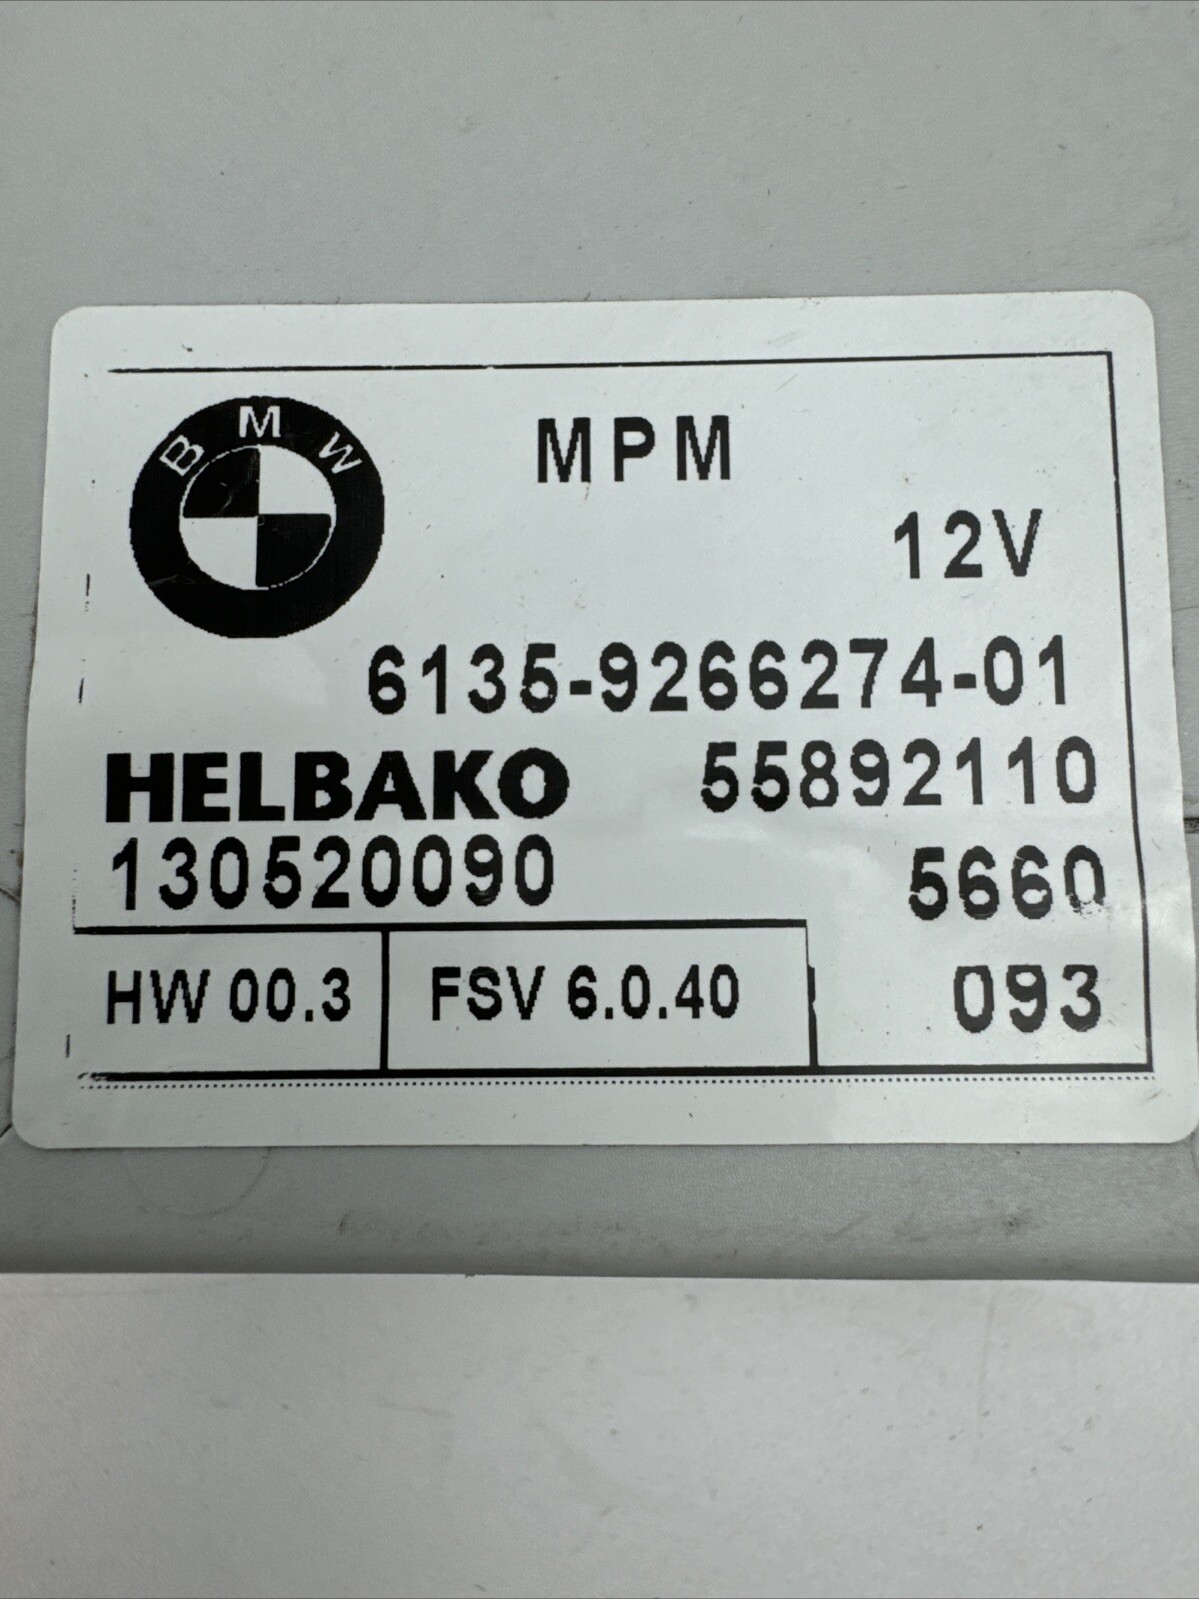 BMW
MPM
12V
6135-9266274-01
HELBAKO 55892110
130520090 5660
HW 00.3 FSV 6.0.40 093